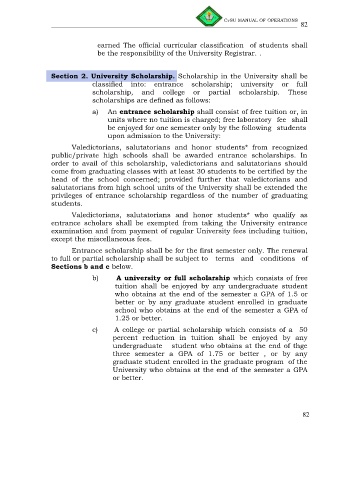 CvSU MANUAL OF OPERATIONS
82
earned The official curricular classification of students shall
be the responsibility of the University Registrar. .
Section 2. University Scholarship. Scholarship in the University shall be
classified into: entrance scholarship; university or full
scholarship, and college or partial scholarship. These
scholarships are defined as follows:
a) An entrance scholarship shall consist of free tuition or, in
units where no tuition is charged; free laboratory fee shall
be enjoyed for one semester only by the following students
upon admission to the University:
Valedictorians, salutatorians and honor students* from recognized
public/private high schools shall be awarded entrance scholarships. In
order to avail of this scholarship, valedictorians and salutatorians should
come from graduating classes with at least 30 students to be certified by the
head of the school concerned; provided further that valedictorians and
salutatorians from high school units of the University shall be extended the
privileges of entrance scholarship regardless of the number of graduating
students.
Valedictorians, salutatorians and honor students* who qualify as
entrance scholars shall be exempted from taking the University entrance
examination and from payment of regular University fees including tuition,
except the miscellaneous fees.
Entrance scholarship shall be for the first semester only. The renewal
to full or partial scholarship shall be subject to terms and conditions of
Sections b and c below.
b) A university or full scholarship which consists of free
tuition shall be enjoyed by any undergraduate student
who obtains at the end of the semester a GPA of 1.5 or
better or by any graduate student enrolled in graduate
school who obtains at the end of the semester a GPA of
1.25 or better.
c) A college or partial scholarship which consists of a 50
percent reduction in tuition shall be enjoyed by any
undergraduate student who obtains at the end of thge
three semester a GPA of 1.75 or better , or by any
graduate student enrolled in the graduate program of the
University who obtains at the end of the semester a GPA
or better.
82